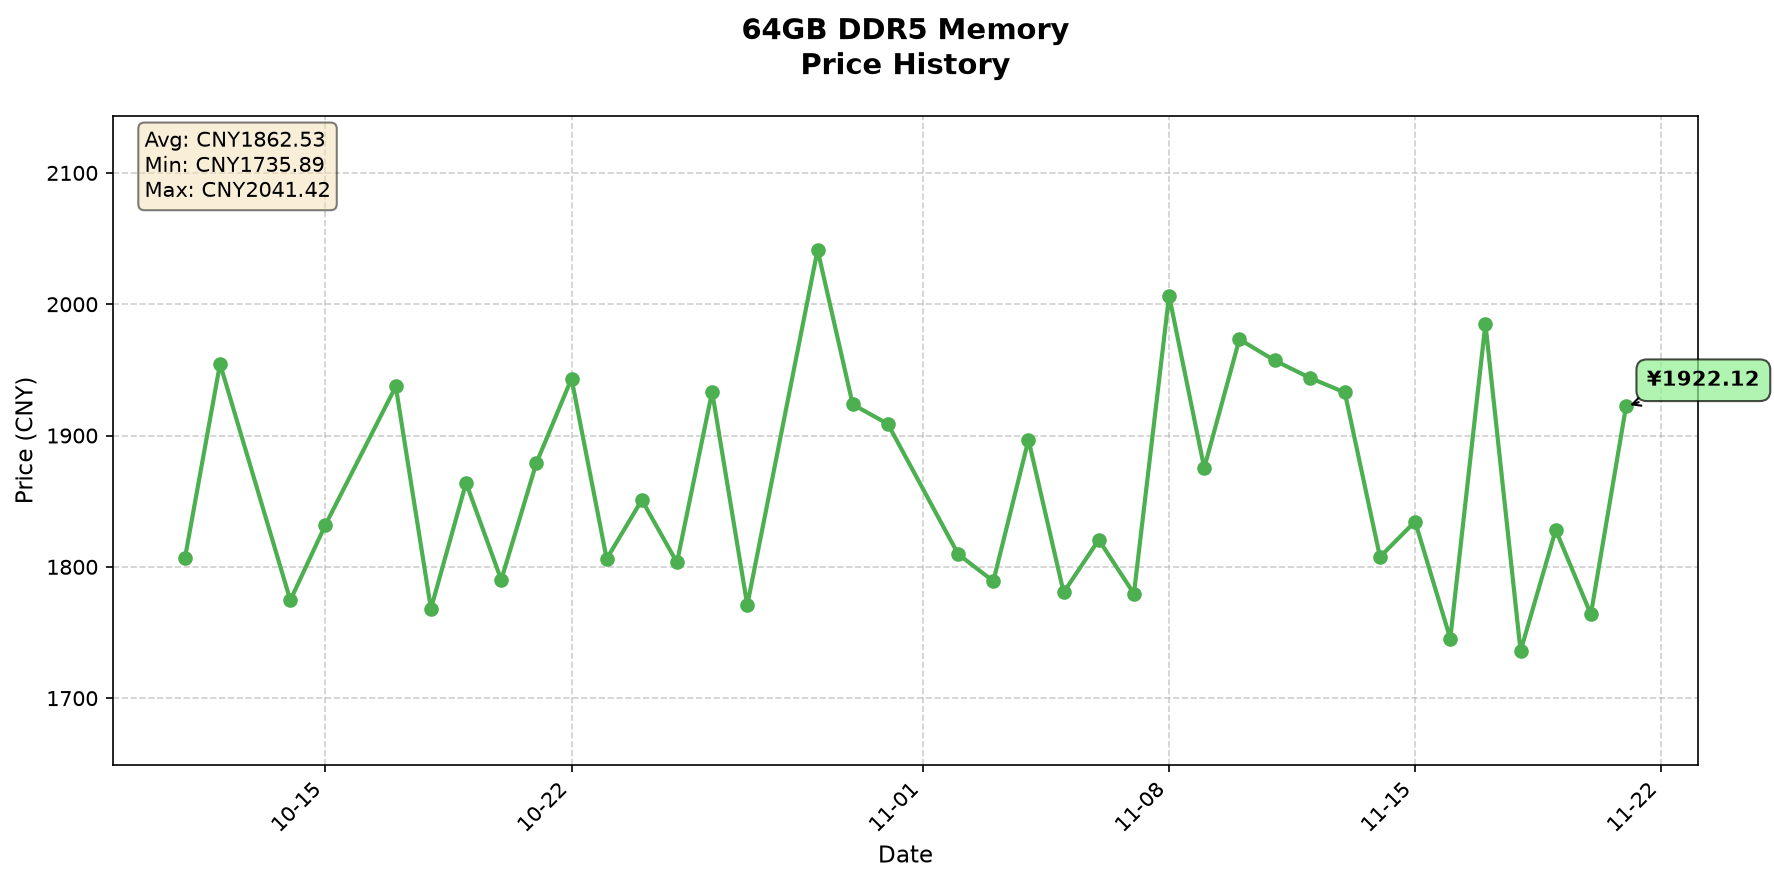 64GB DDR5 Memory
Price History
Avg: CNY1862.53
Min: CNY1735.89
Max: CNY2041.42
2100
2000
1900
1800
1700
Price (CNY)
¥1922.12
10-15
10-22
11-01
11-08
11-15
11-22
Date